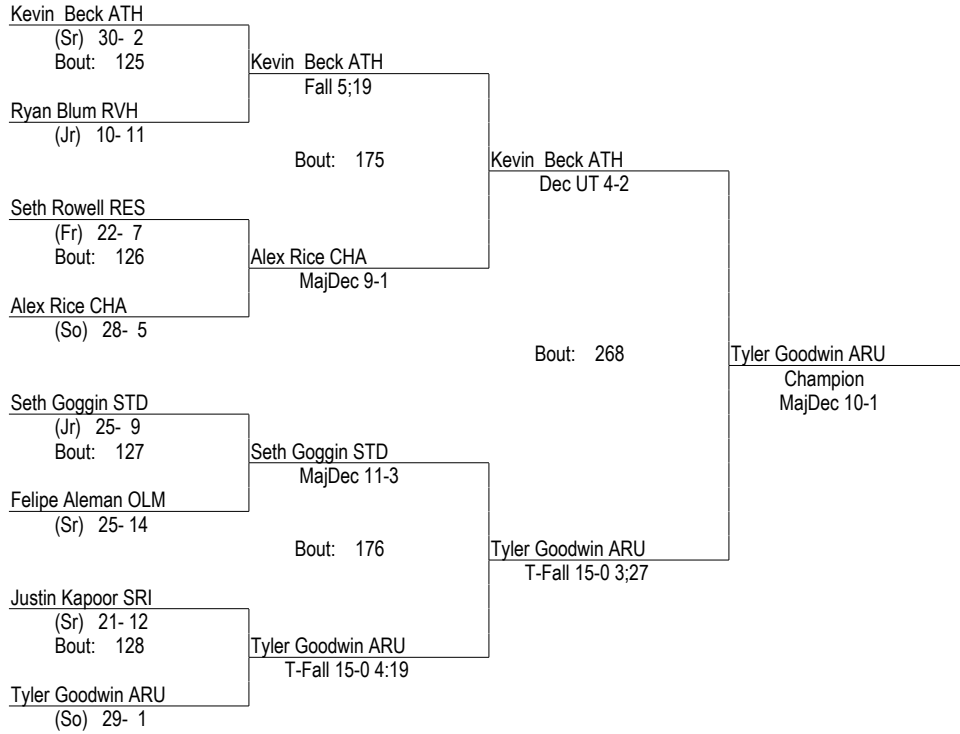 Kevin  Beck ATH
(Sr)  30-  2
Bout:  125
Kevin  Beck ATH
Fall 5;19
Ryan Blum RVH
(Jr)  10- 11
Bout:  175
Kevin  Beck ATH
Dec UT 4-2
Seth Rowell RES
(Fr)  22-  7
Bout:  126
Alex Rice CHA
MajDec 9-1
Alex Rice CHA
(So)  28-  5
Bout:  268
Tyler Goodwin ARU
Champion
MajDec 10-1
Seth Goggin STD
(Jr)  25-  9
Bout:  127
Seth Goggin STD
MajDec 11-3
Felipe Aleman OLM
(Sr)  25- 14
Bout:  176
Tyler Goodwin ARU
T-Fall 15-0 3;27
Justin Kapoor SRI
(Sr)  21- 12
Bout:  128
Tyler Goodwin ARU
T-Fall 15-0 4:19
Tyler Goodwin ARU
(So)  29-  1